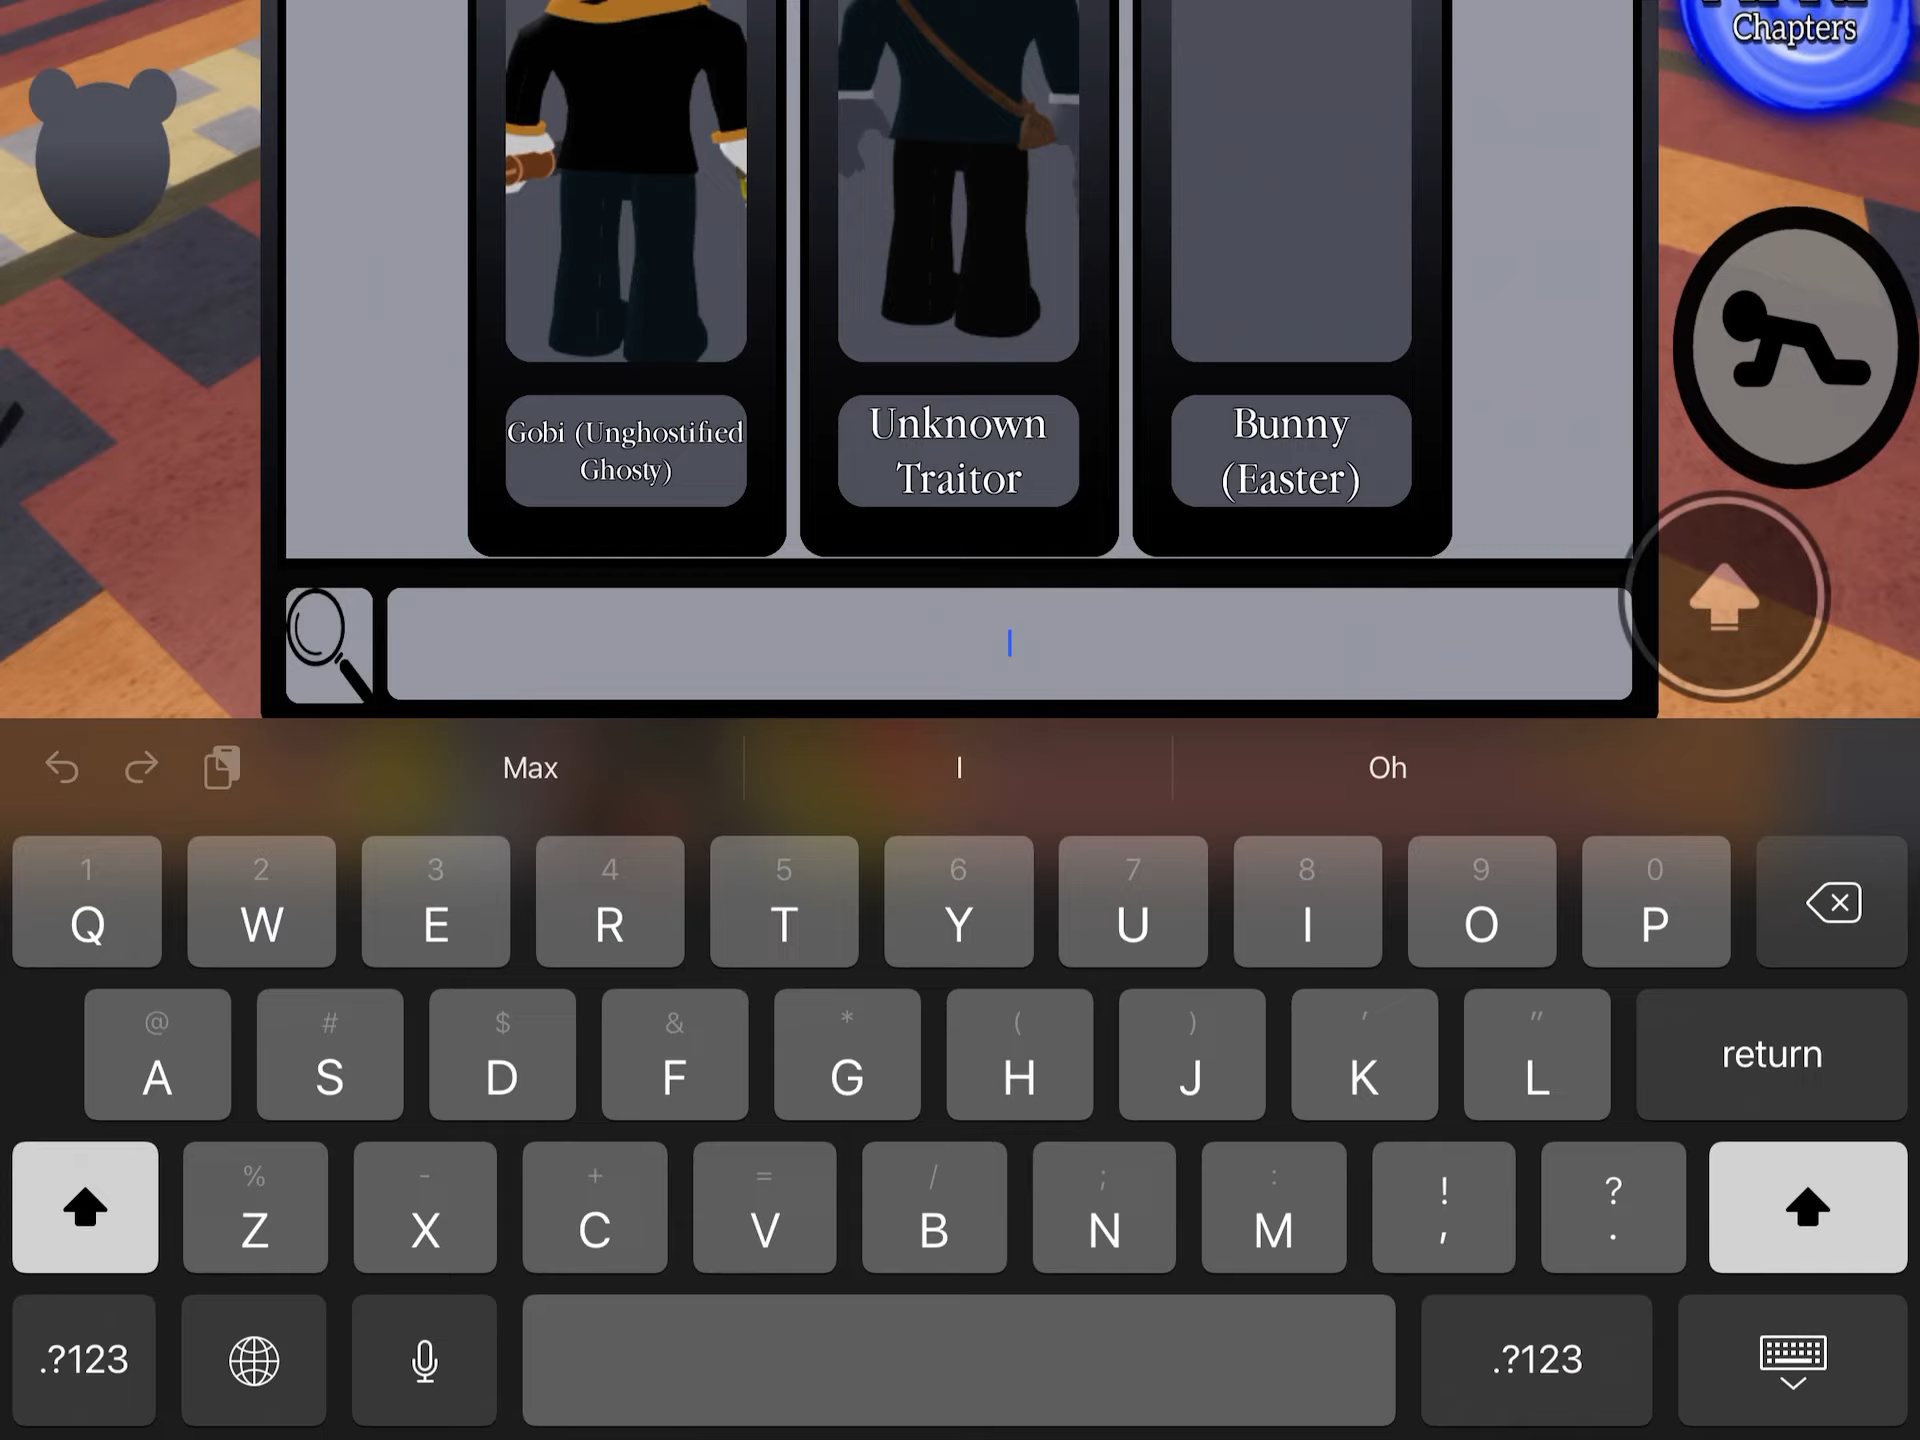 Chapters
Gobi (Unghostified
Ghosty)
Unknown
Traitor
Bunny
(Easter)
Max
I
Oh
1 2 3 4 5 6 7 8 9 0
Q W E R T Y U I O P
@ # $ & * ( ) ' "
A S D F G H J K L return
% - + = / ; : ! ?
Z X C V B N M , .
.?123 .?123